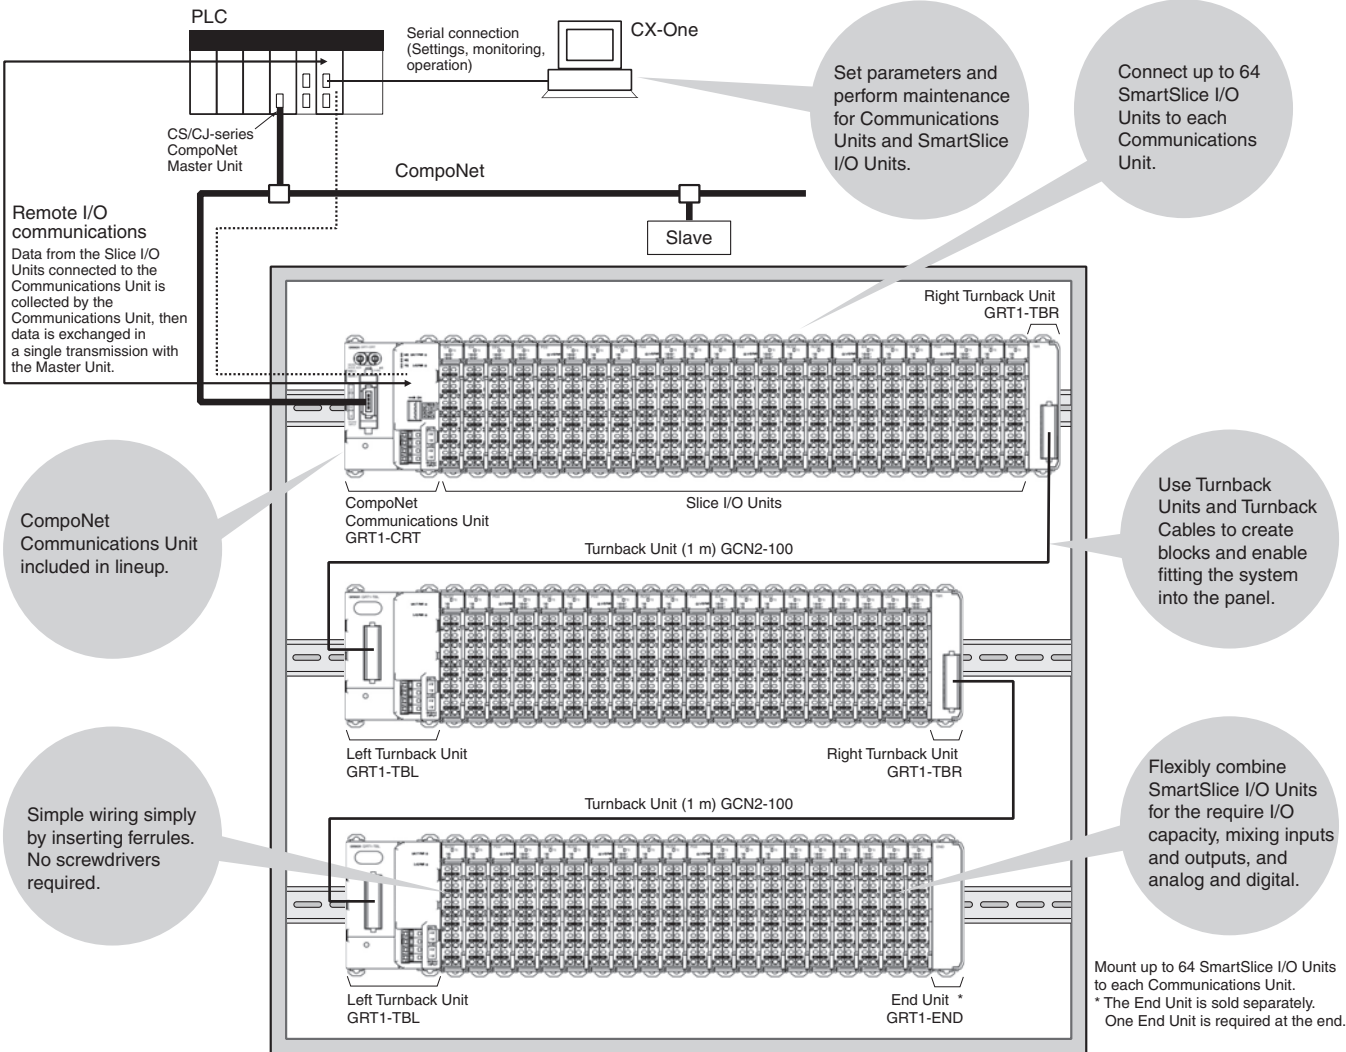 PLC
Serial connection
(Settings, monitoring,
operation)
CX-One
Set parameters and
perform maintenance
for Communications
Units and SmartSlice
I/O Units.
Connect up to 64
SmartSlice I/O
Units to each
Communications
Unit.
CS/CJ-series
CompoNet
Master Unit
CompoNet
Slave
Remote I/O
communications
Data from the Slice I/O
Units connected to the
Communications Unit is
collected by the
Communications Unit, then
data is exchanged in
a single transmission with
the Master Unit.
Right Turnback Unit
GRT1-TBR
CompoNet
Communications Unit
GRT1-CRT
Slice I/O Units
CompoNet
Communications Unit
included in lineup.
Turnback Unit (1 m) GCN2-100
Use Turnback
Units and Turnback
Cables to create
blocks and enable
fitting the system
into the panel.
Left Turnback Unit
GRT1-TBL
Right Turnback Unit
GRT1-TBR
Turnback Unit (1 m) GCN2-100
Simple wiring simply
by inserting ferrules.
No screwdrivers
required.
Flexibly combine
SmartSlice I/O Units
for the require I/O
capacity, mixing inputs
and outputs, and
analog and digital.
Left Turnback Unit
GRT1-TBL
End Unit *
GRT1-END
Mount up to 64 SmartSlice I/O Units
to each Communications Unit.
* The End Unit is sold separately.
One End Unit is required at the end.